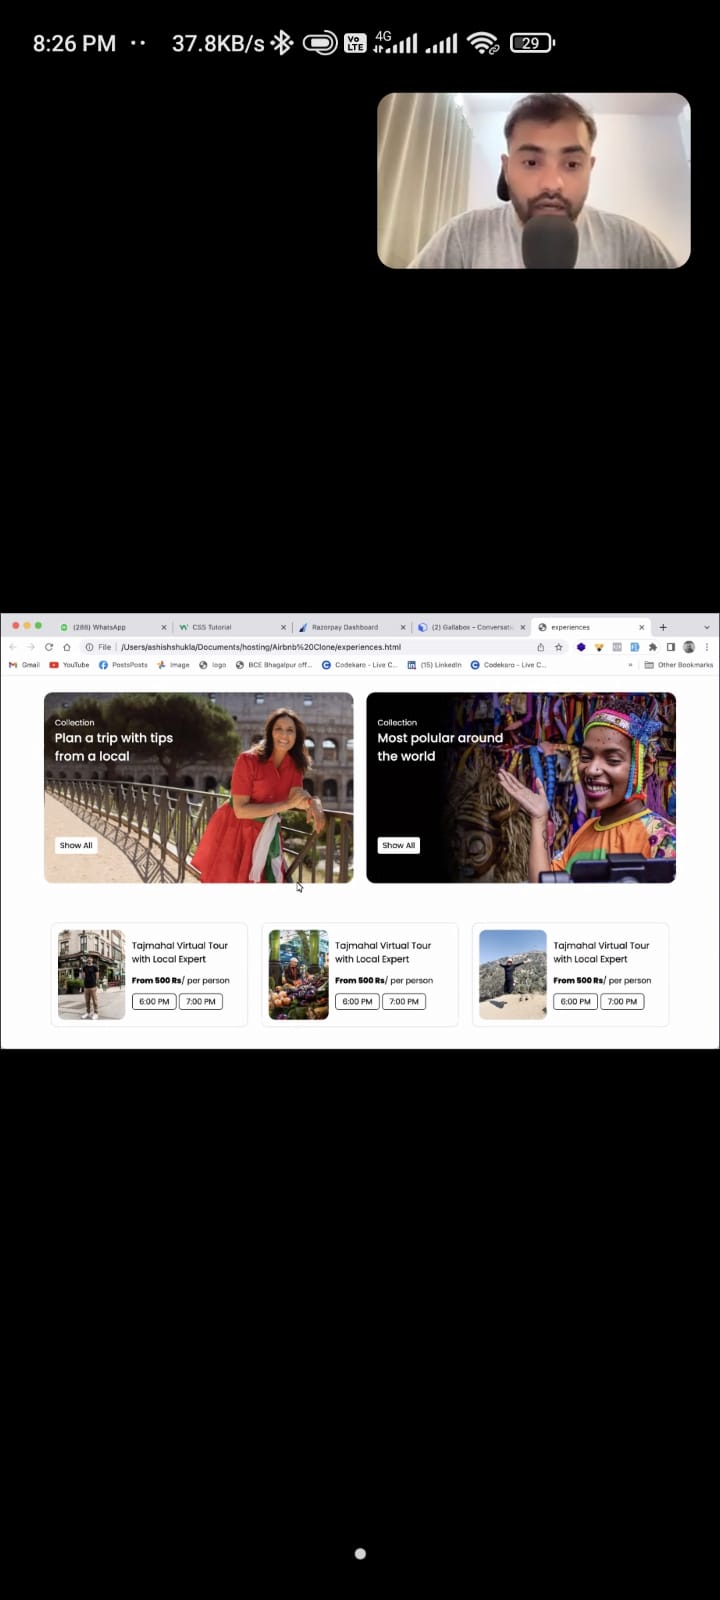 8:26 PM ·· 37.8KB/s Vo LTE 4G 29
(288) WhatsApp CSS Tutorial Razorpay Dashboard (2) Gallabox - Conversati experiences
File /Users/ashishshukla/Documents/hosting/Airbnb%20Clone/experiences.html
Gmail YouTube PostsPosts Image logo BCE Bhagalpur off... Codekaro - Live C... (15) LinkedIn Codekaro - Live C... » Other Bookmarks
Collection
Plan a trip with tips
from a local
Show All
Collection
Most polular around
the world
Show All
Tajmahal Virtual Tour
with Local Expert
From 500 Rs/ per person
6:00 PM 7:00 PM
Tajmahal Virtual Tour
with Local Expert
From 500 Rs/ per person
6:00 PM 7:00 PM
Tajmahal Virtual Tour
with Local Expert
From 500 Rs/ per person
6:00 PM 7:00 PM